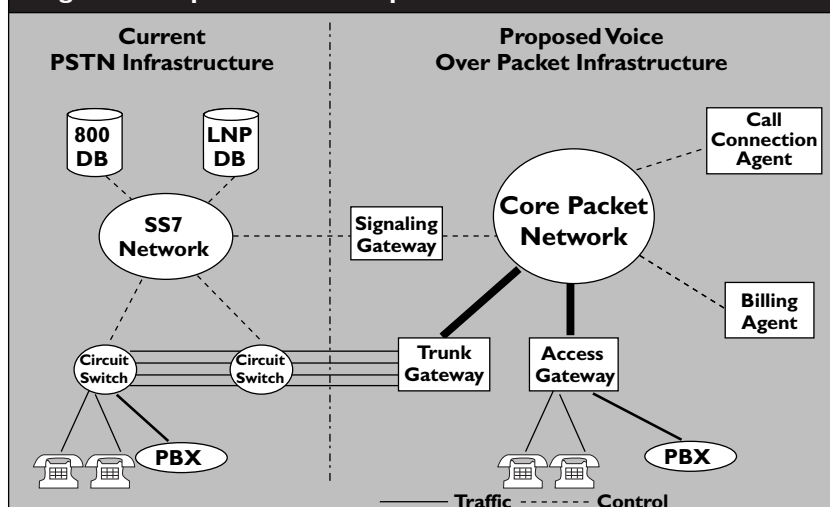 Current
PSTN Infrastructure
Proposed Voice
Over Packet Infrastructure
800
DB
LNP
DB
SS7
Network
Signaling
Gateway
Core Packet
Network
Call
Connection
Agent
Billing
Agent
Circuit
Switch
Circuit
Switch
Trunk
Gateway
Access
Gateway
PBX
PBX
Traffic
Control